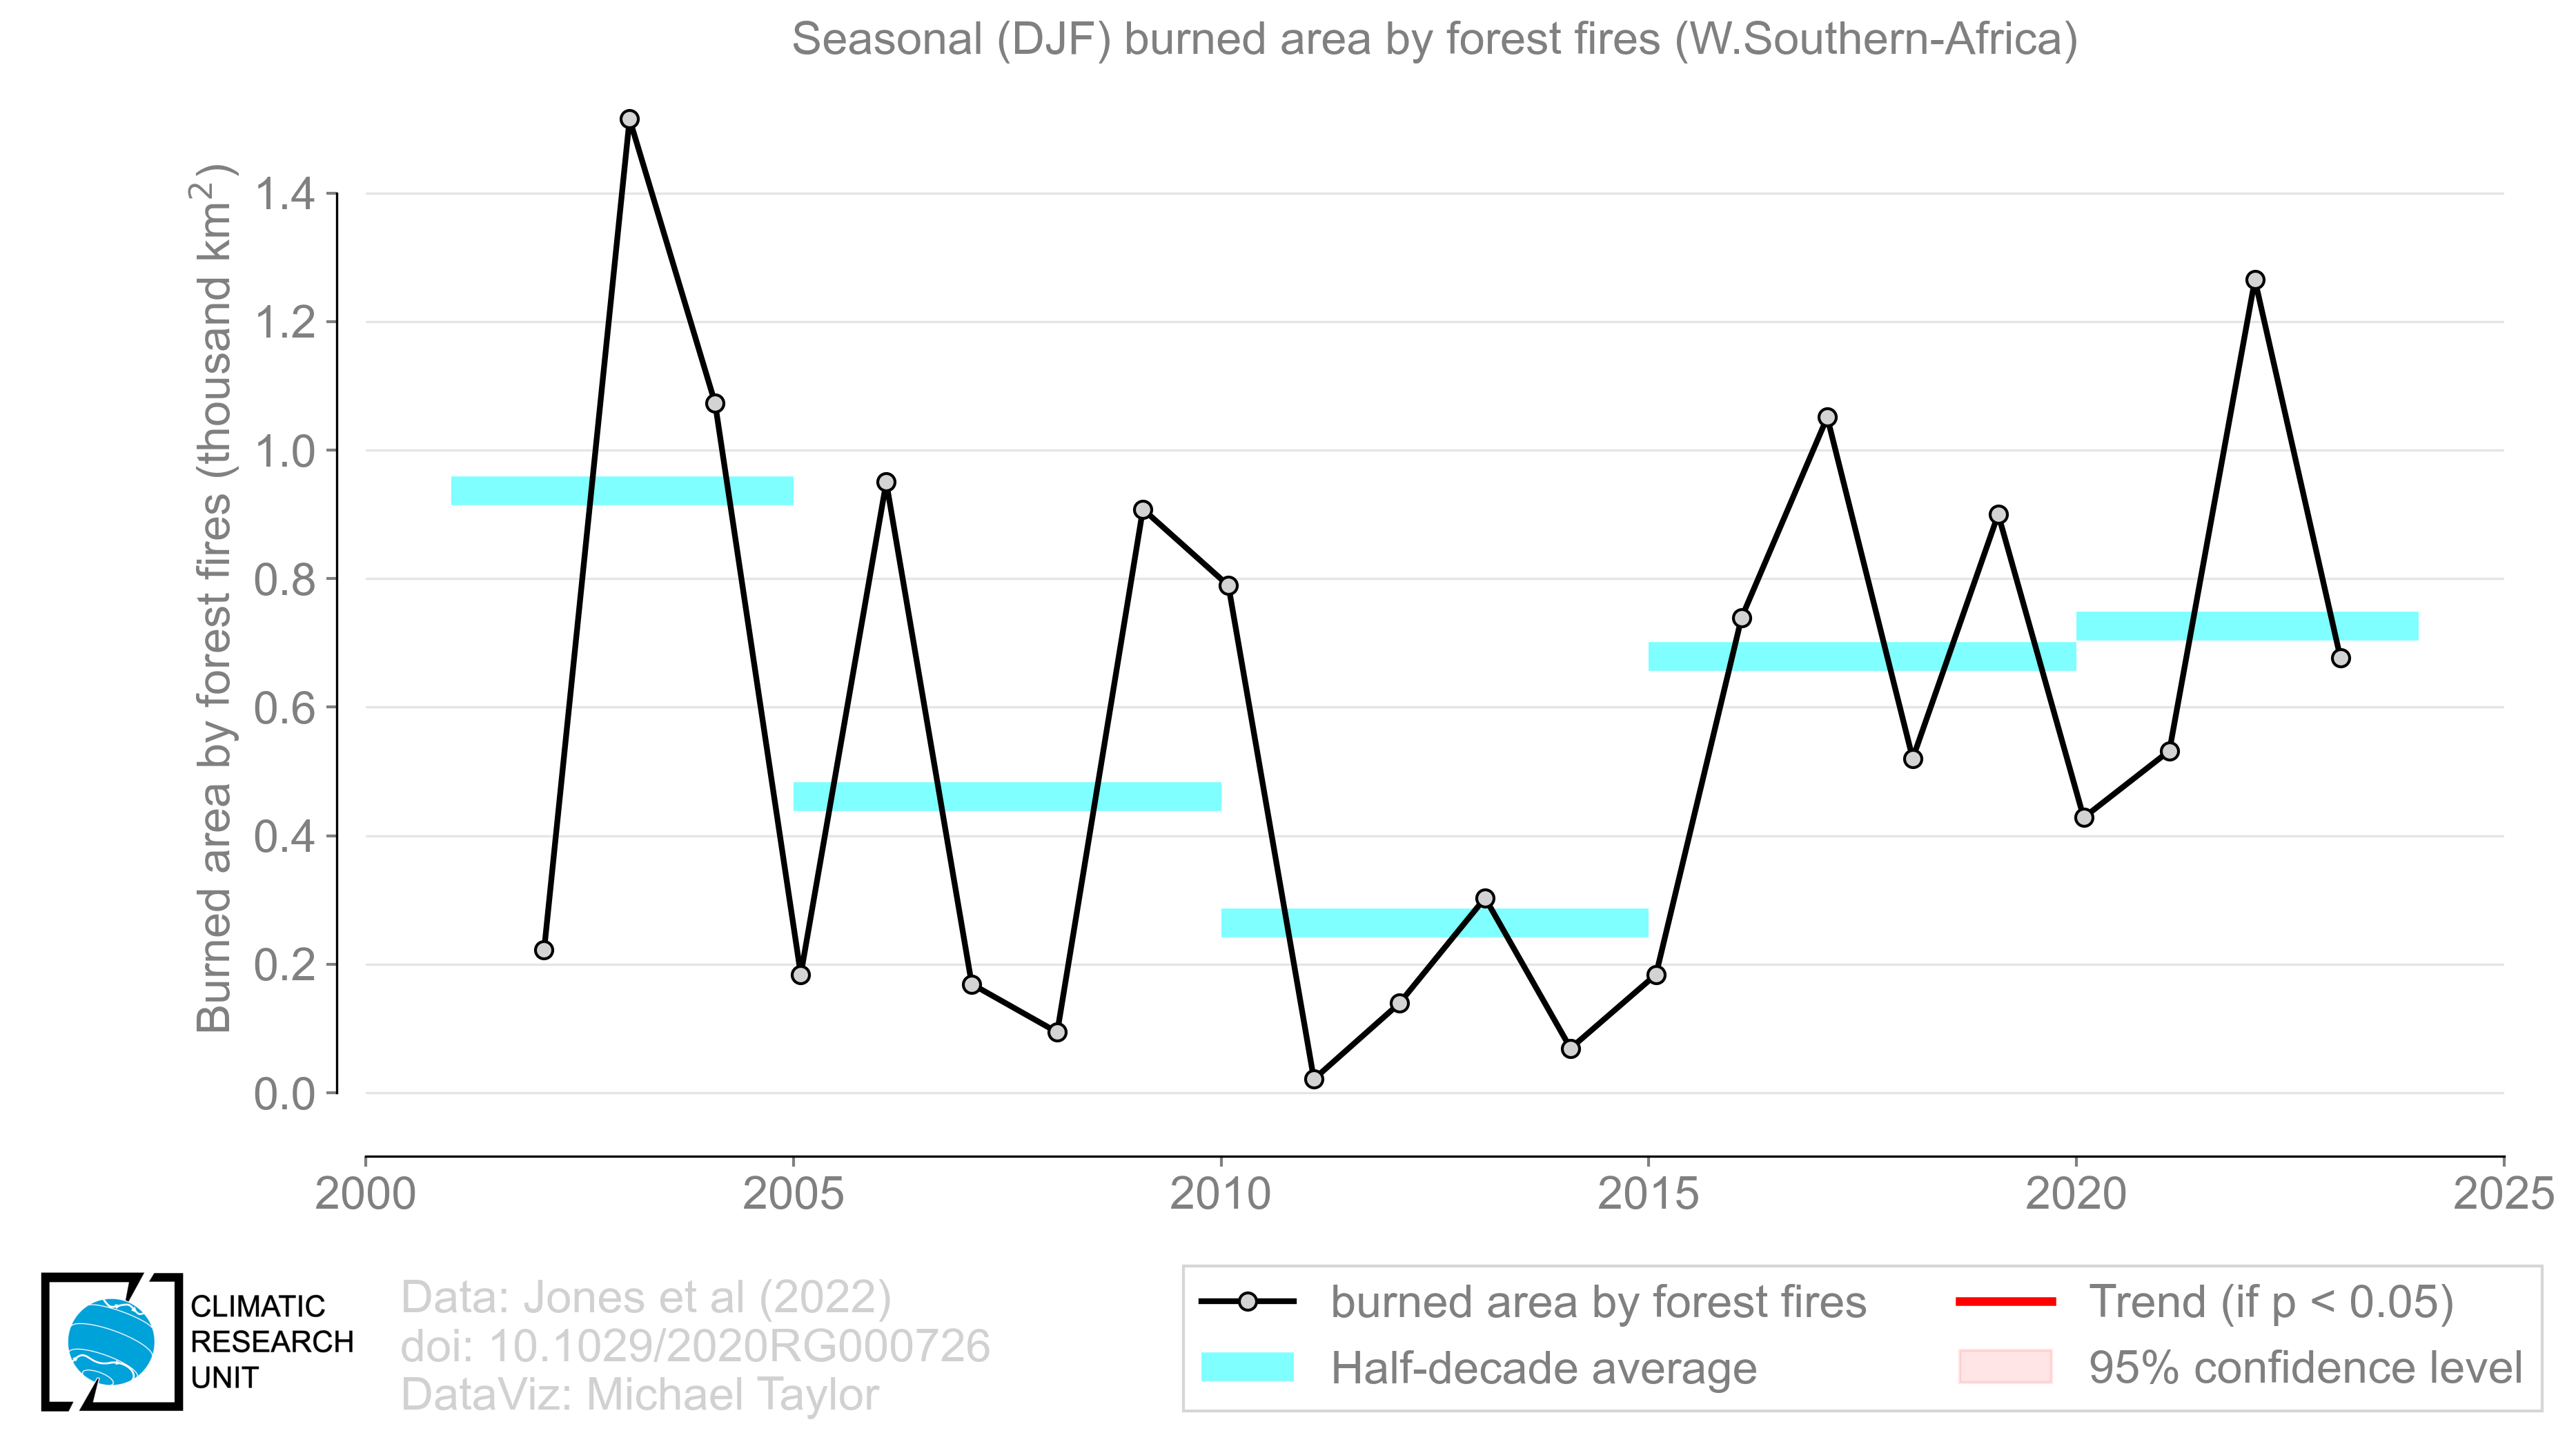 Seasonal (DJF) burned area by forest fires (W.Southern-Africa)
Burned area by forest fires (thousand km²)
1.4
1.2
1.0
0.8
0.6
0.4
0.2
0.0
2000 2005 2010 2015 2020 2025
CLIMATIC
RESEARCH
UNIT
Data: Jones et al (2022)
doi: 10.1029/2020RG000726
DataViz: Michael Taylor
burned area by forest fires
Half-decade average
Trend (if p < 0.05)
95% confidence level